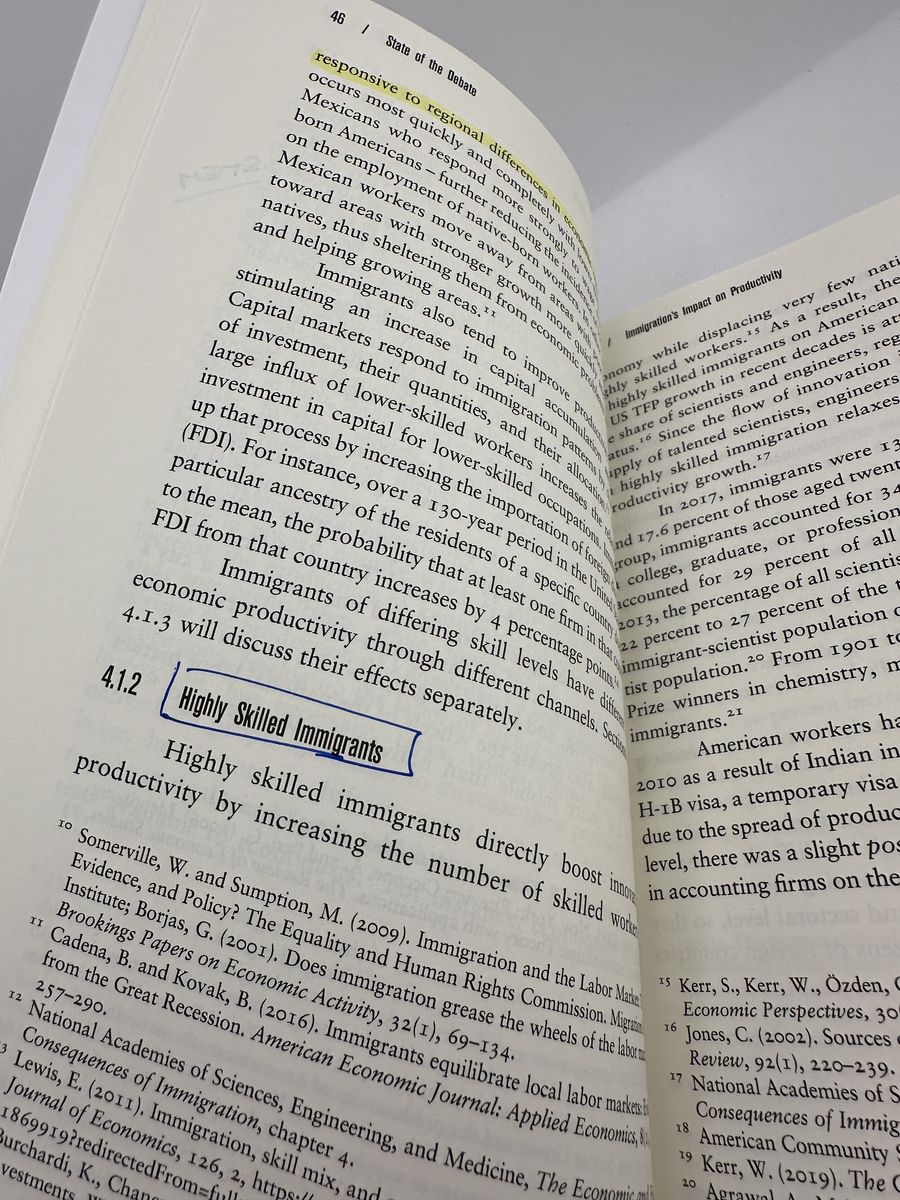 46 / State of the Debate
responsive to regional differences in
occurs most quickly and completely with
Mexicans who respond more strongly to
born Americans – further reducing the
on the employment of native-born workers.
Mexican workers move away from areas with
toward areas with stronger growth more
natives, thus sheltering them from economic
and helping growing areas.¹¹
Immigrants also tend to improve
stimulating an increase in capital
Capital markets respond to immigration patterns
of investment, their quantities, and their allocation
large influx of lower-skilled workers increases the
investment in capital for lower-skilled occupations.
up that process by increasing the importation of foreign
(FDI). For instance, over a 130-year period in the United
particular ancestry of the residents of a specific country
to the mean, the probability that at least one firm in that
FDI from that country increases by 4 percentage points.
Immigrants of differing skill levels have
economic productivity through different channels.
4.1.3 will discuss their effects separately.
4.1.2 Highly Skilled Immigrants
Highly skilled immigrants directly boost
productivity by increasing the number of skilled
¹⁰ Somerville, W. and Sumption, M. (2009). Immigration and the Labor Market:
Evidence, and Policy? The Equality and Human Rights Commission.
Institute; Borjas, G. (2001). Does immigration grease the wheels of the labor
Brookings Papers on Economic Activity, 32(1), 69–134.
¹¹ Cadena, B. and Kovak, B. (2016). Immigrants equilibrate local labor markets:
from the Great Recession. American Economic Journal: Applied Economics,
257–290.
¹² National Academies of Sciences, Engineering, and Medicine, The Economic
Consequences of Immigration, chapter 4.
Lewis, E. (2011). Immigration, skill mix, and
Journal of Economics, 126, 2,
1869919?redirectedFrom=
Burchardi, K.,
/ Immigration's Impact on Productivity
while displacing very few
skilled workers.¹⁵ As a result, the
highly skilled immigrants on American
US TFP growth in recent decades is
share of scientists and engineers,
Since the flow of innovation
of talented scientists, engineers
highly skilled immigration relaxes
growth.¹⁷
In 2017, immigrants were
17.6 percent of those aged
immigrants accounted for 34
college, graduate, or
accounted for 29 percent of all
2013, the percentage of all
22 percent to 27 percent of the
immigrant-scientist population
population.²⁰ From 1901 to
Prize winners in chemistry,
immigrants.²¹
American workers
2010 as a result of Indian
H-1B visa, a temporary visa
due to the spread of
level, there was a slight
in accounting firms on the
¹⁵ Kerr, S., Kerr, W., Özden,
Economic Perspectives,
¹⁶ Jones, C. (2002). Sources
Review, 92(1), 220–239.
¹⁷ National Academies of
Consequences of
¹⁸ American Community
¹⁹ Kerr, W. (2019). The
²⁰ Agrawal,